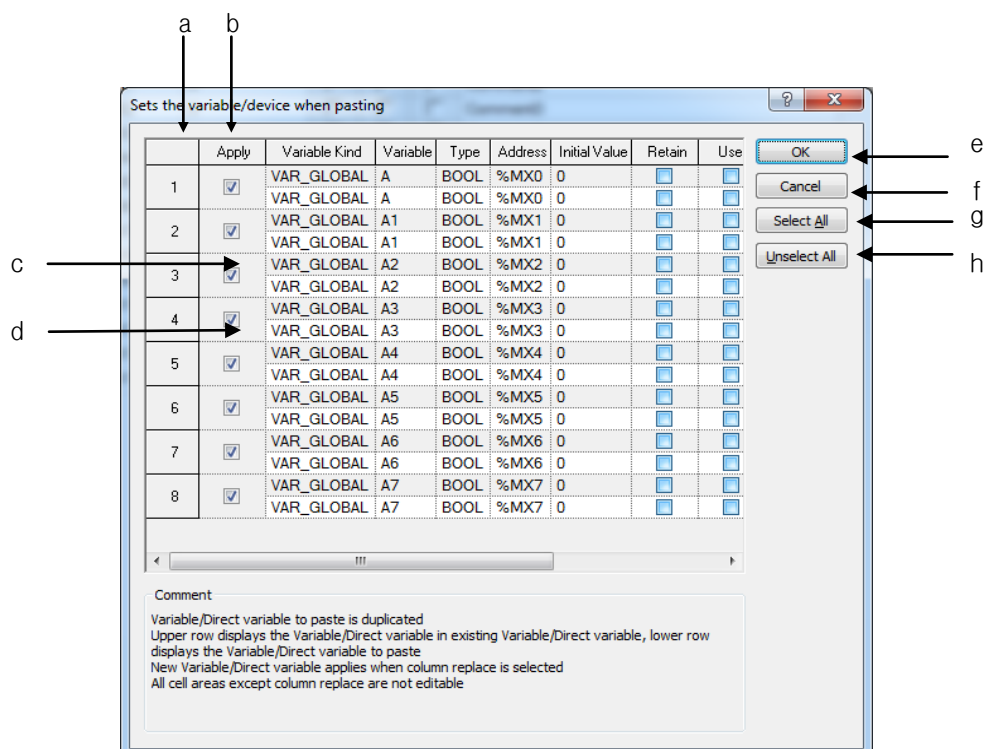 a b
Sets the variable/device when pasting
Apply Variable Kind Variable Type Address Initial Value Retain Use
1 VAR_GLOBAL A BOOL %MX0 0
VAR_GLOBAL A BOOL %MX0 0
2 VAR_GLOBAL A1 BOOL %MX1 0
VAR_GLOBAL A1 BOOL %MX1 0
3 VAR_GLOBAL A2 BOOL %MX2 0
VAR_GLOBAL A2 BOOL %MX2 0
4 VAR_GLOBAL A3 BOOL %MX3 0
VAR_GLOBAL A3 BOOL %MX3 0
5 VAR_GLOBAL A4 BOOL %MX4 0
VAR_GLOBAL A4 BOOL %MX4 0
6 VAR_GLOBAL A5 BOOL %MX5 0
VAR_GLOBAL A5 BOOL %MX5 0
7 VAR_GLOBAL A6 BOOL %MX6 0
VAR_GLOBAL A6 BOOL %MX6 0
8 VAR_GLOBAL A7 BOOL %MX7 0
VAR_GLOBAL A7 BOOL %MX7 0
c
d
OK e
Cancel f
Select All g
Unselect All h
Comment
Variable/Direct variable to paste is duplicated
Upper row displays the Variable/Direct variable in existing Variable/Direct variable, lower row
displays the Variable/Direct variable to paste
New Variable/Direct variable applies when column replace is selected
All cell areas except column replace are not editable